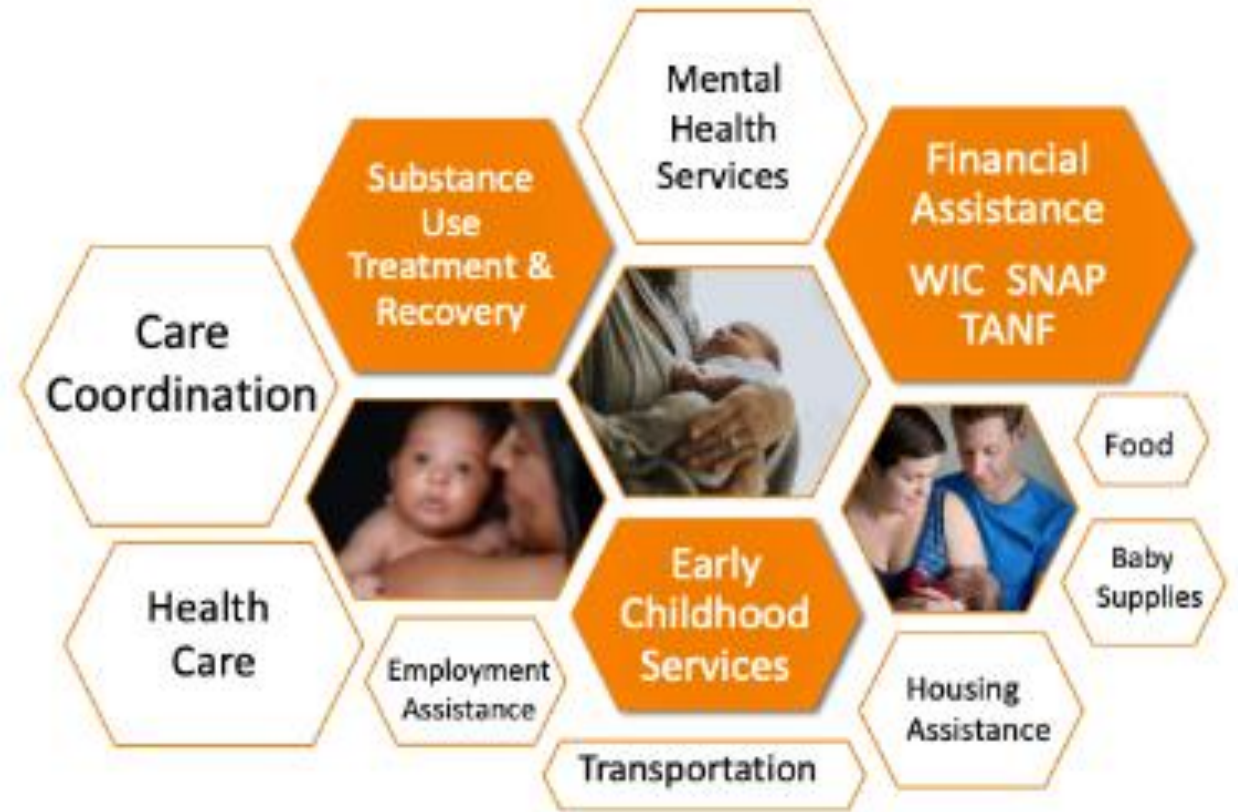 Mental
Health
Services
Substance
Use
Treatment &
Recovery
Financial
Assistance
WIC SNAP
TANF
Care
Coordination
Food
Early
Childhood
Services
Baby
Supplies
Health
Care
Employment
Assistance
Housing
Assistance
Transportation